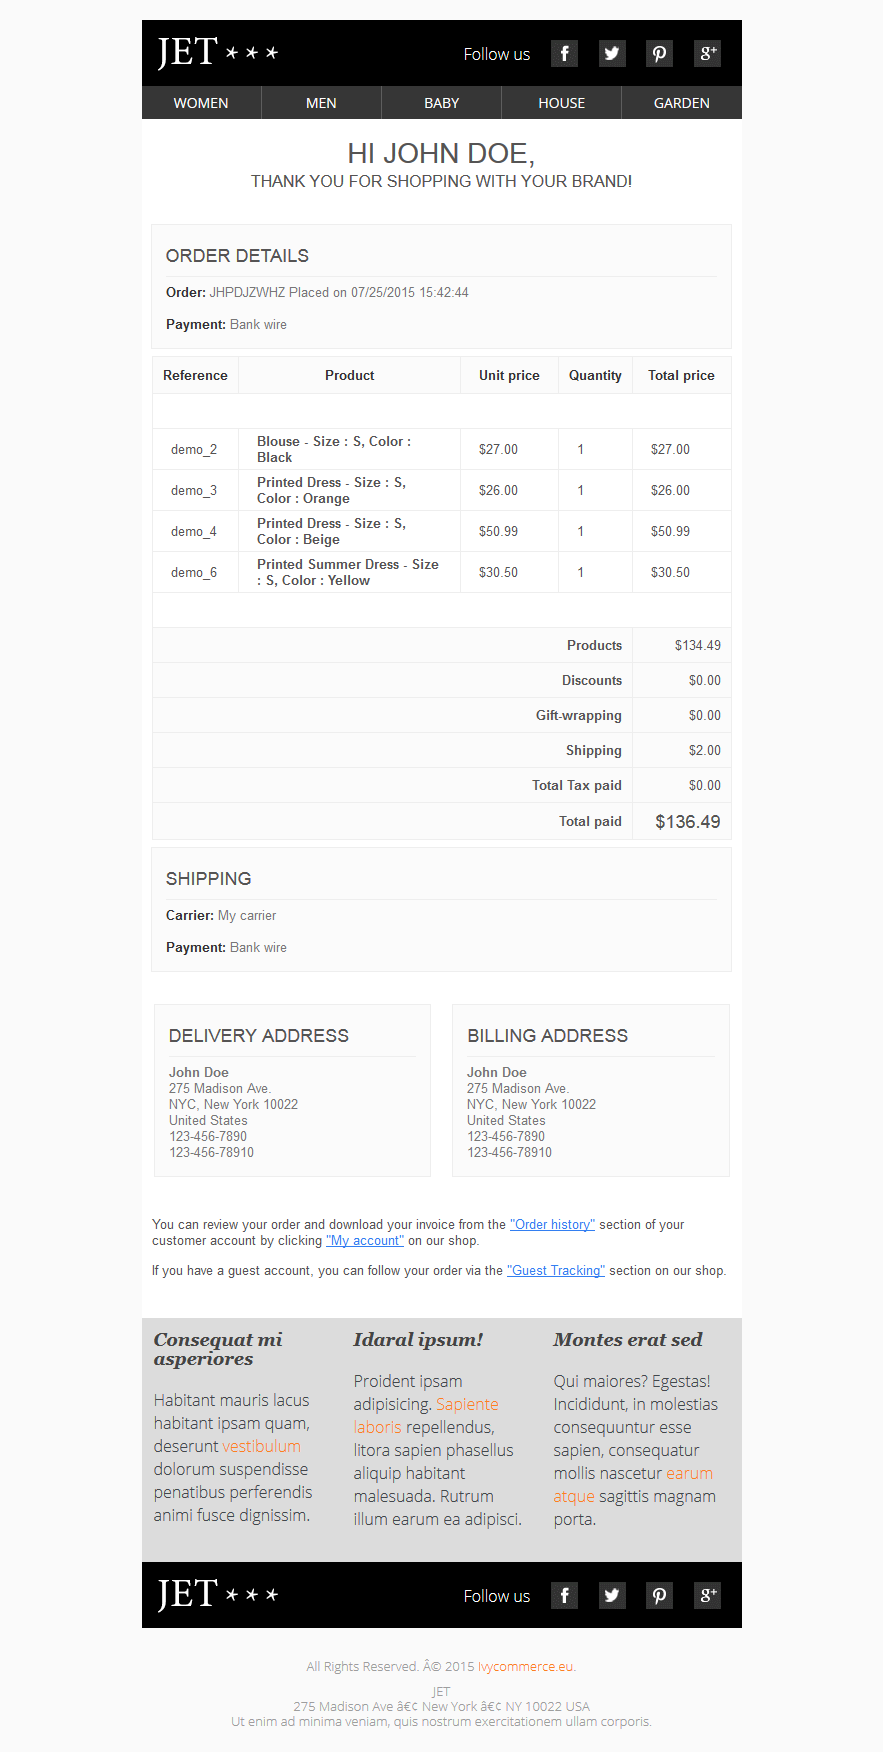 JET ***
Follow us
WOMEN MEN BABY HOUSE GARDEN
HI JOHN DOE,
THANK YOU FOR SHOPPING WITH YOUR BRAND!
ORDER DETAILS
Order: JHPDJZWHZ Placed on 07/25/2015 15:42:44
Payment: Bank wire
Reference Product Unit price Quantity Total price
demo_2 Blouse - Size : S, Color : Black $27.00 1 $27.00
demo_3 Printed Dress - Size : S, Color : Orange $26.00 1 $26.00
demo_4 Printed Dress - Size : S, Color : Beige $50.99 1 $50.99
demo_6 Printed Summer Dress - Size : S, Color : Yellow $30.50 1 $30.50
Products $134.49
Discounts $0.00
Gift-wrapping $0.00
Shipping $2.00
Total Tax paid $0.00
Total paid $136.49
SHIPPING
Carrier: My carrier
Payment: Bank wire
DELIVERY ADDRESS
John Doe
275 Madison Ave.
NYC, New York 10022
United States
123-456-7890
123-456-78910
BILLING ADDRESS
John Doe
275 Madison Ave.
NYC, New York 10022
United States
123-456-7890
123-456-78910
You can review your order and download your invoice from the "Order history" section of your
customer account by clicking "My account" on our shop.
If you have a guest account, you can follow your order via the "Guest Tracking" section on our shop.
Consequat mi
asperiores
Habitant mauris lacus
habitant ipsam quam,
deserunt vestibulum
dolorum suspendisse
penatibus perferendis
animi fusce dignissim.
Idaral ipsum!
Proident ipsam
adipisicing. Sapiente
laboris repellendus,
litora sapien phasellus
aliquip habitant
malesuada. Rutrum
illum earum ea adipisci.
Montes erat sed
Qui maiores? Egestas!
Incididunt, in molestias
consequuntur esse
sapien, consequatur
mollis nascetur earum
atque sagittis magnam
porta.
JET ***
Follow us
All Rights Reserved. Â© 2015 Ivycommerce.eu.
JET
275 Madison Ave â€¢ New York â€¢ NY 10022 USA
Ut enim ad minima veniam, quis nostrum exercitationem ullam corporis.